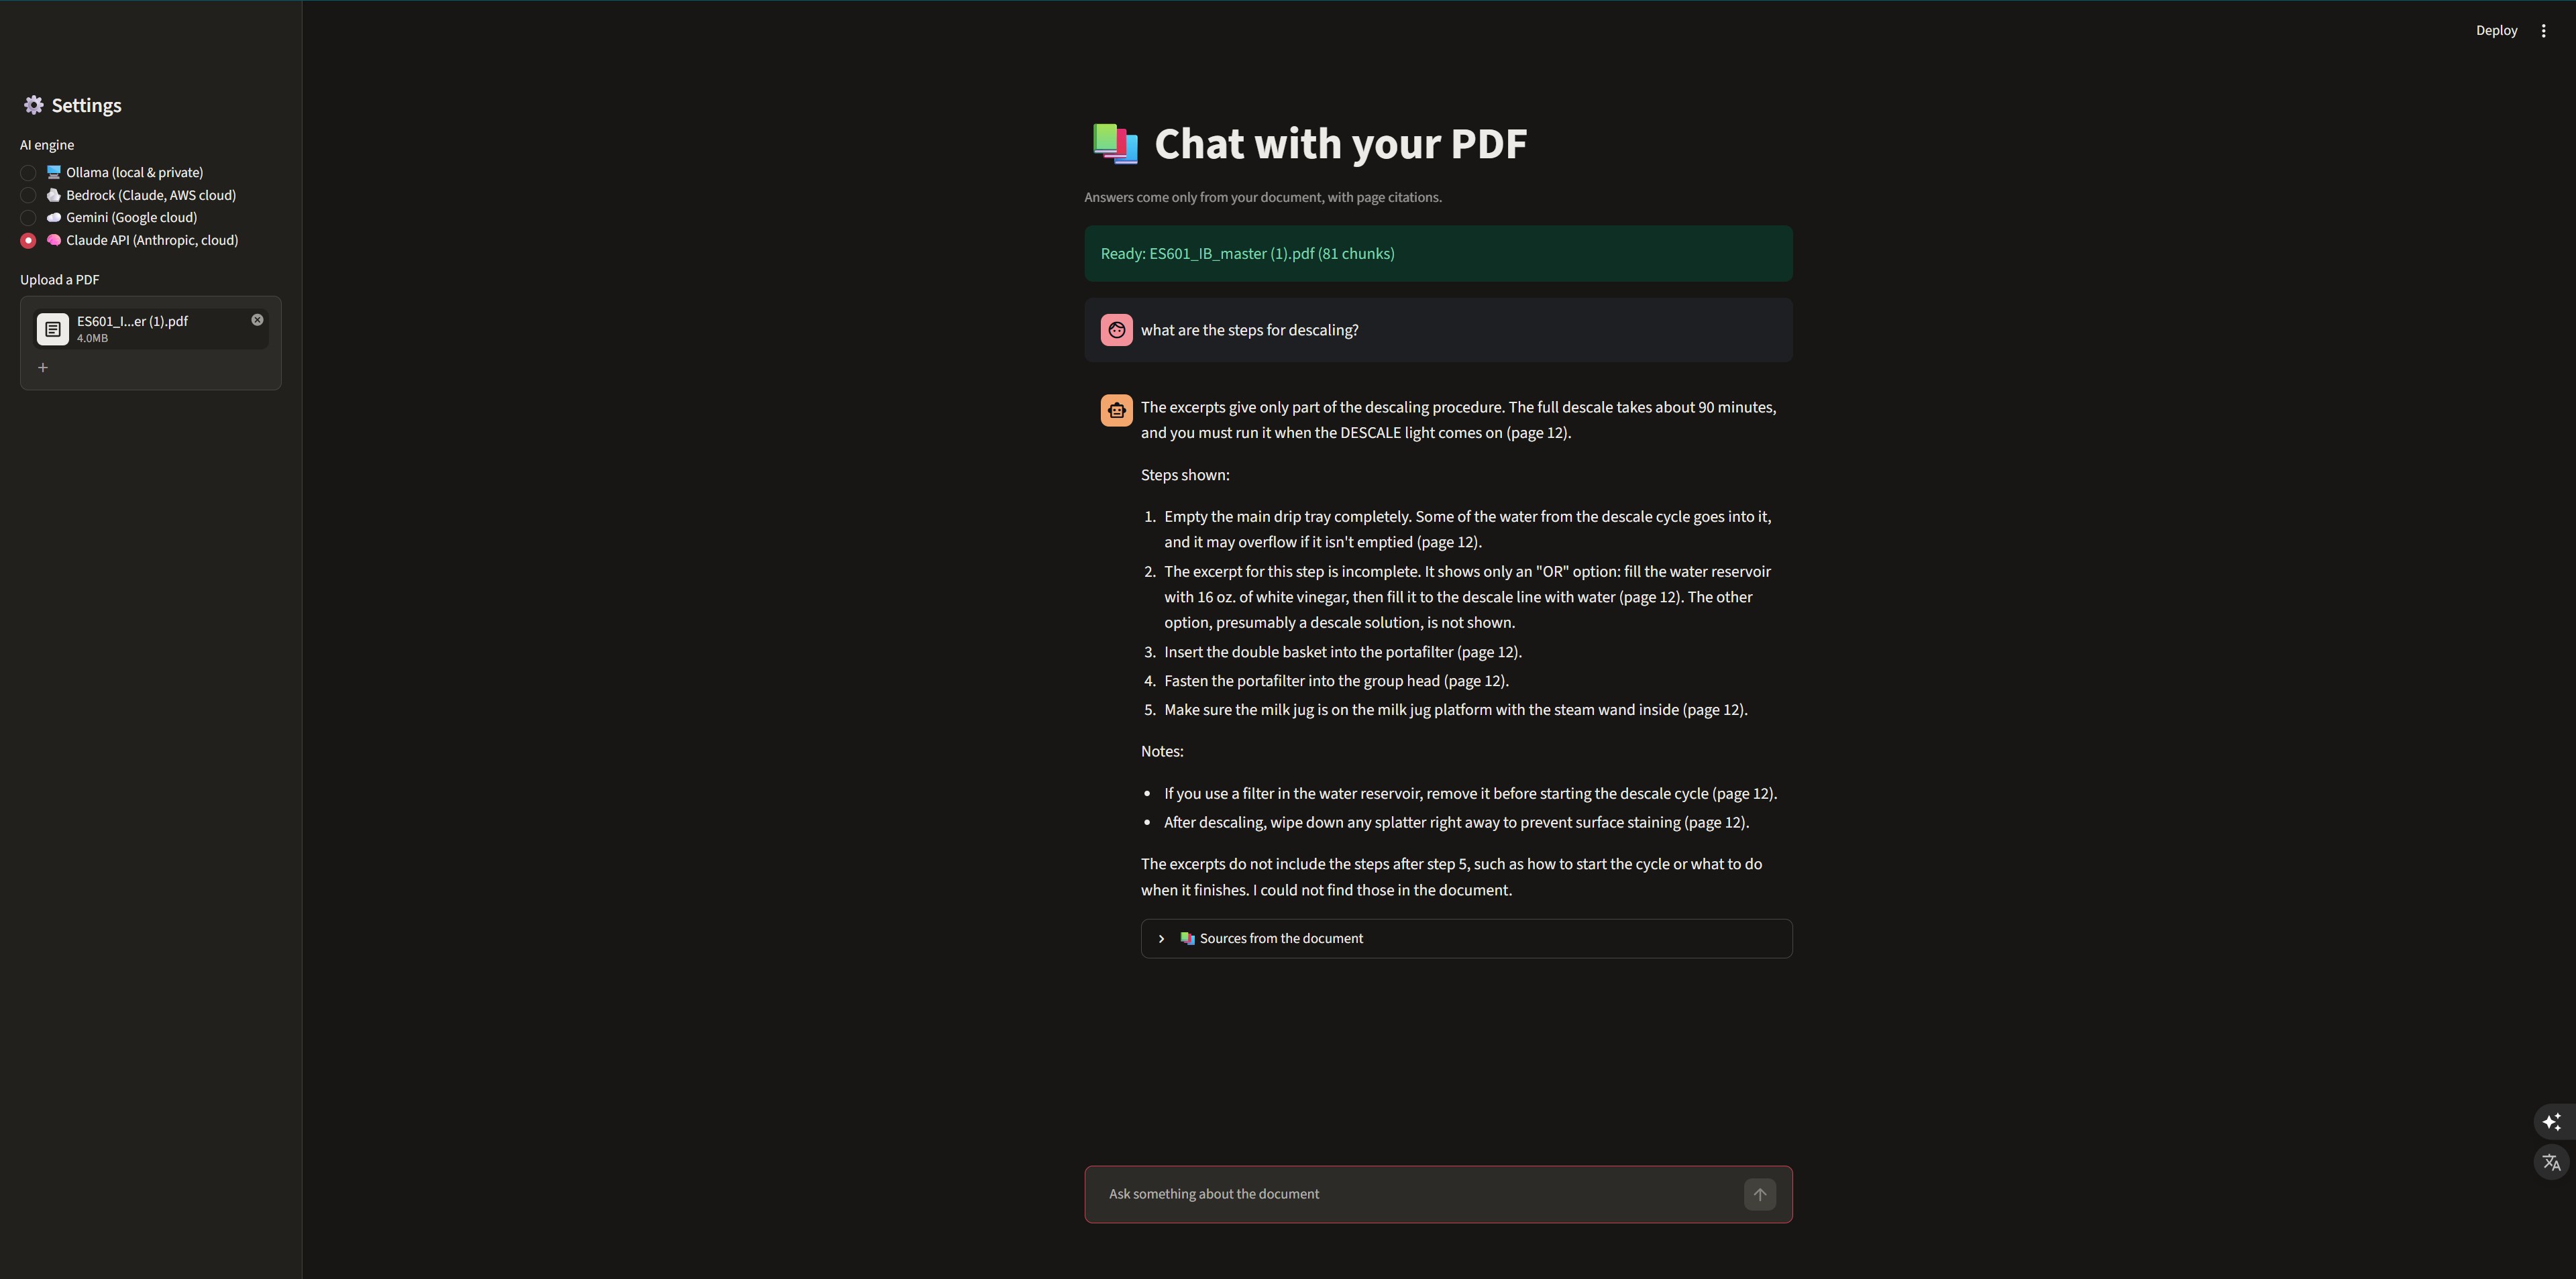 Deploy
Settings
AI engine
Ollama (local & private)
Bedrock (Claude, AWS cloud)
Gemini (Google cloud)
Claude API (Anthropic, cloud)
Upload a PDF
ES601_I...er (1).pdf
4.0MB
Chat with your PDF
Answers come only from your document, with page citations.
Ready: ES601_IB_master (1).pdf (81 chunks)
what are the steps for descaling?
The excerpts give only part of the descaling procedure. The full descale takes about 90 minutes,
and you must run it when the DESCALE light comes on (page 12).
Steps shown:
1. Empty the main drip tray completely. Some of the water from the descale cycle goes into it,
and it may overflow if it isn't emptied (page 12).
2. The excerpt for this step is incomplete. It shows only an "OR" option: fill the water reservoir
with 16 oz. of white vinegar, then fill it to the descale line with water (page 12). The other
option, presumably a descale solution, is not shown.
3. Insert the double basket into the portafilter (page 12).
4. Fasten the portafilter into the group head (page 12).
5. Make sure the milk jug is on the milk jug platform with the steam wand inside (page 12).
Notes:
• If you use a filter in the water reservoir, remove it before starting the descale cycle (page 12).
• After descaling, wipe down any splatter right away to prevent surface staining (page 12).
The excerpts do not include the steps after step 5, such as how to start the cycle or what to do
when it finishes. I could not find those in the document.
Sources from the document
Ask something about the document